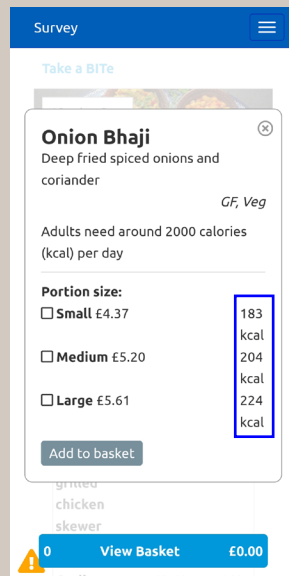 Survey
Take a BITe
Onion Bhaji
Deep fried spiced onions and
coriander
GF, Veg
Adults need around 2000 calories
(kcal) per day
Portion size:
Small £4.37 183
kcal
Medium £5.20 204
kcal
Large £5.61 224
kcal
Add to basket
grilled
chicken
skewer
0 View Basket £0.00